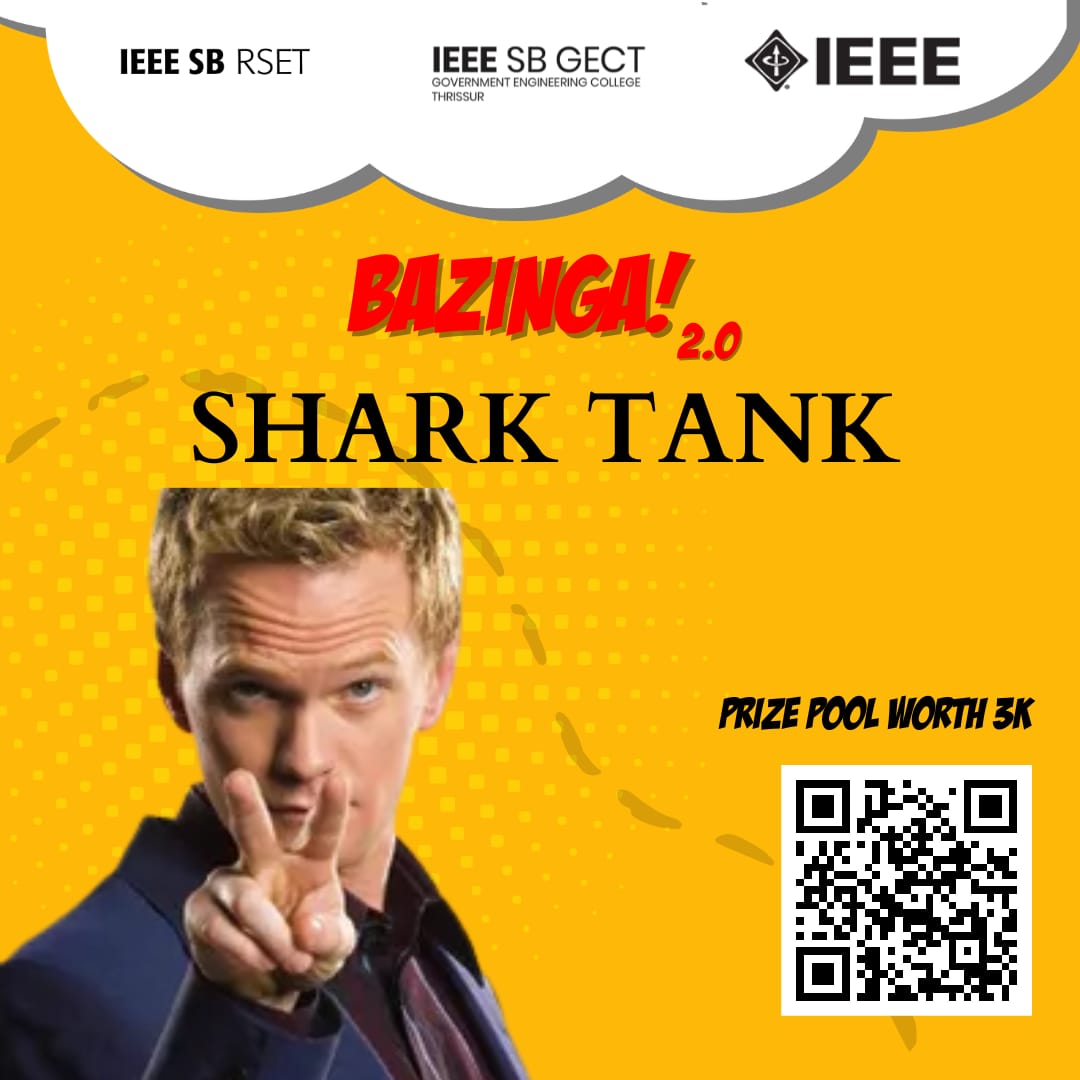 IEEE SB RSET
IEEE SB GECT
GOVERNMENT ENGINEERING COLLEGE
THRISSUR
IEEE
BAZINGA!
2.0
SHARK TANK
PRIZE POOL WORTH 3K